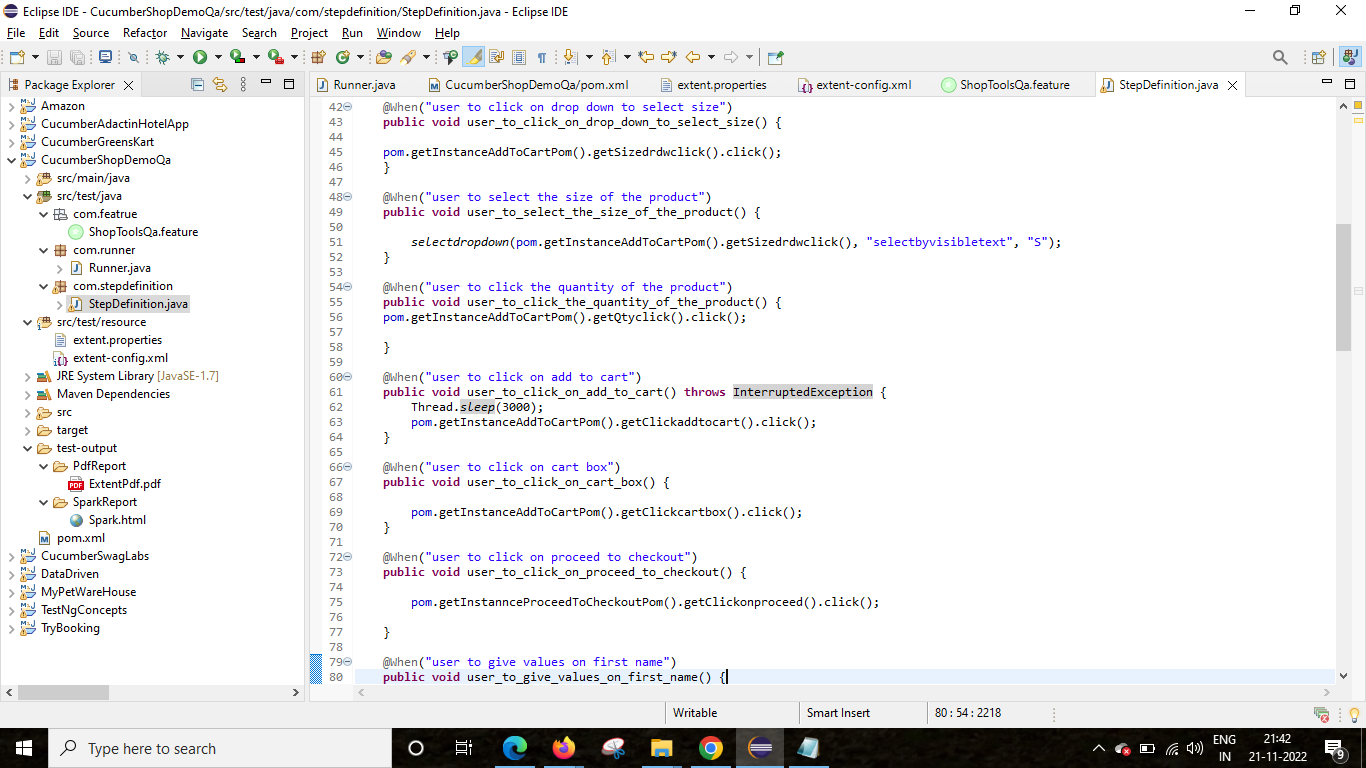 Eclipse IDE - CucumberShopDemoQa/src/test/java/com/stepdefinition/StepDefinition.java - Eclipse IDE
File Edit Source Refactor Navigate Search Project Run Window Help
Package Explorer
Amazon
CucumberAdactinHotelApp
CucumberGreensKart
CucumberShopDemoQa
src/main/java
src/test/java
com.featrue
ShopToolsQa.feature
com.runner
Runner.java
com.stepdefinition
StepDefinition.java
src/test/resource
extent.properties
extent-config.xml
JRE System Library [JavaSE-1.7]
Maven Dependencies
src
target
test-output
PdfReport
PDF ExtentPdf.pdf
SparkReport
Spark.html
pom.xml
CucumberSwagLabs
DataDriven
MyPetWareHouse
TestNgConcepts
TryBooking
Runner.java CucumberShopDemoQa/pom.xml extent.properties extent-config.xml ShopToolsQa.feature StepDefinition.java
42 @When("user to click on drop down to select size")
43 public void user_to_click_on_drop_down_to_select_size() {
44
45 pom.getInstanceAddToCartPom().getSizedrdwclick().click();
46 }
47
48 @When("user to select the size of the product")
49 public void user_to_select_the_size_of_the_product() {
50
51 selectdropdown(pom.getInstanceAddToCartPom().getSizedrdwclick(), "selectbyvisibletext", "S");
52 }
53
54 @When("user to click the quantity of the product")
55 public void user_to_click_the_quantity_of_the_product() {
56 pom.getInstanceAddToCartPom().getQtyclick().click();
57
58 }
59
60 @When("user to click on add to cart")
61 public void user_to_click_on_add_to_cart() throws InterruptedException {
62 Thread.sleep(3000);
63 pom.getInstanceAddToCartPom().getClickaddtocart().click();
64 }
65
66 @When("user to click on cart box")
67 public void user_to_click_on_cart_box() {
68
69 pom.getInstanceAddToCartPom().getClickcartbox().click();
70 }
71
72 @When("user to click on proceed to checkout")
73 public void user_to_click_on_proceed_to_checkout() {
74
75 pom.getInstannceProceedToCheckoutPom().getClickonproceed().click();
76
77 }
78
79 @When("user to give values on first name")
80 public void user_to_give_values_on_first_name() {
Writable Smart Insert 80 : 54 : 2218
Type here to search
ENG
IN
21:42
21-11-2022
9